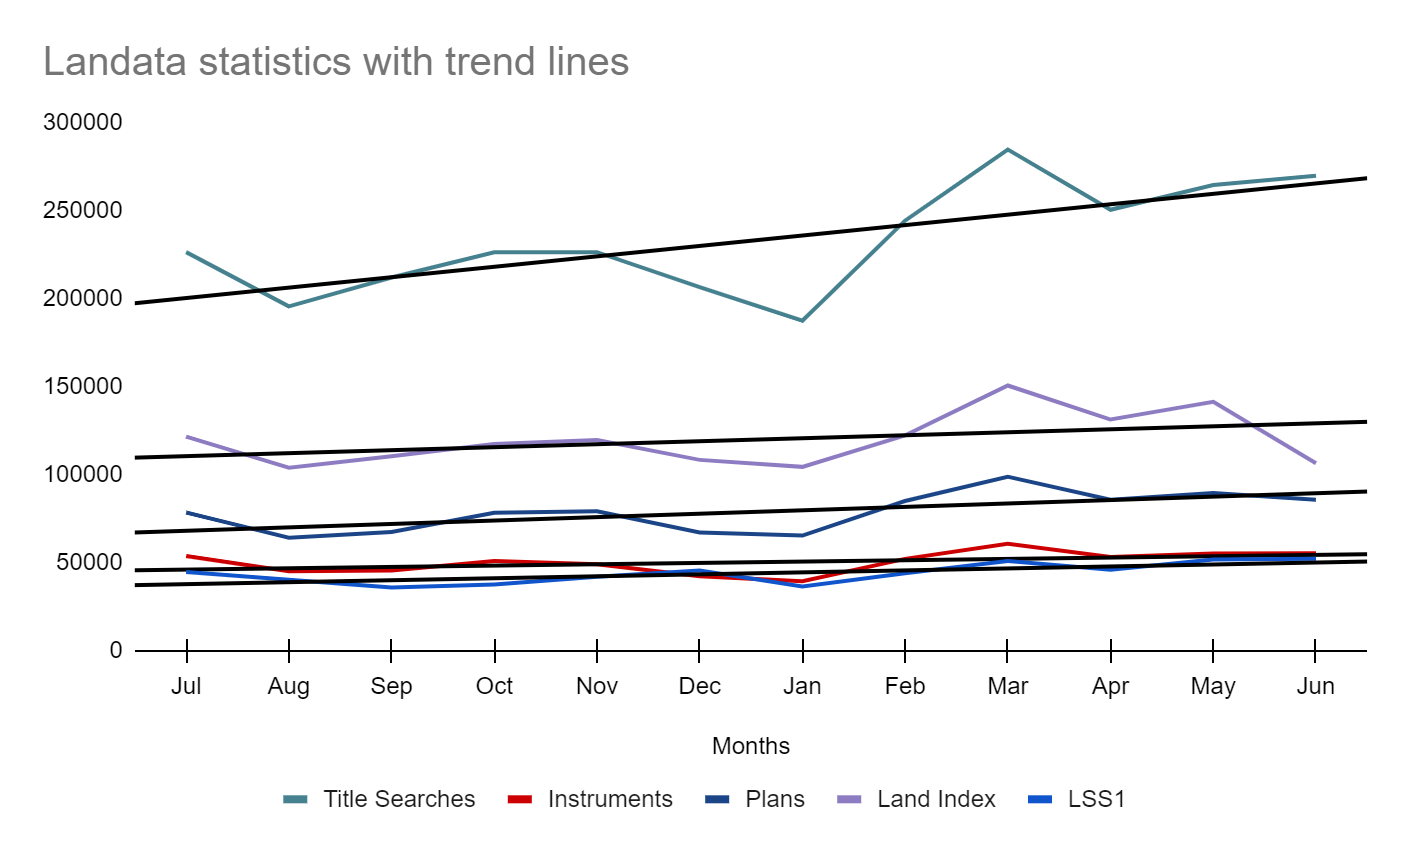 Landata statistics with trend lines
300000
250000
200000
150000
100000
50000
0
Jul Aug Sep Oct Nov Dec Jan Feb Mar Apr May Jun
Months
Title Searches Instruments Plans Land Index LSS1